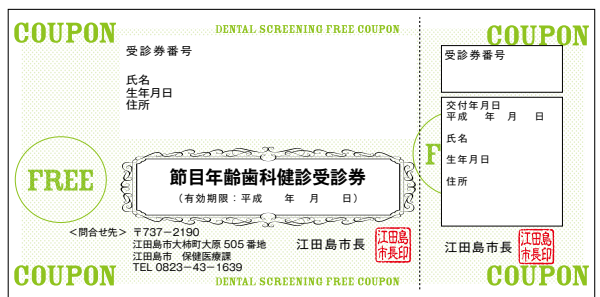 COUPON
DENTAL SCREENING FREE COUPON
受診券番号
氏名
生年月日
住所
FREE
節目年齢歯科健診受診券
(有効期限:平成　年　月　日)
<問合せ先>
〒737-2190
江田島市大柿町大原 505 番地
江田島市　保健医療課
TEL 0823-43-1639
江田島市長
江田島市長印
COUPON
DENTAL SCREENING FREE COUPON
COUPON
受診券番号
交付年月日
平成　年　月　日
氏名
生年月日
住所
F
江田島市長
江田島市長印
COUPON